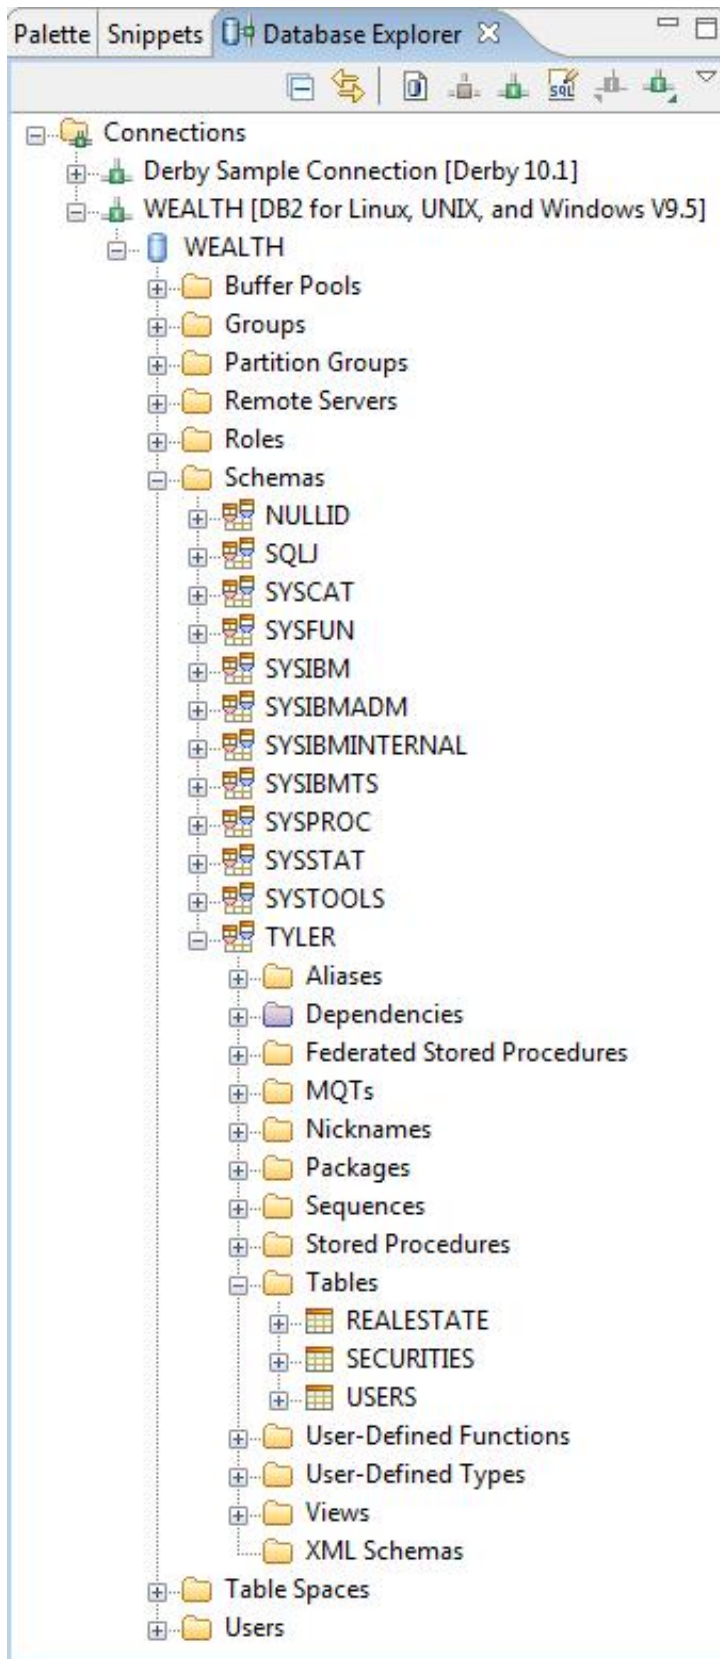 Palette Snippets Database Explorer
SQL
Connections
Derby Sample Connection [Derby 10.1]
WEALTH [DB2 for Linux, UNIX, and Windows V9.5]
WEALTH
Buffer Pools
Groups
Partition Groups
Remote Servers
Roles
Schemas
NULLID
SQLJ
SYSCAT
SYSFUN
SYSIBM
SYSIBMADM
SYSIBMINTERNAL
SYSIBMTS
SYSPROC
SYSSTAT
SYSTOOLS
TYLER
Aliases
Dependencies
Federated Stored Procedures
MQTs
Nicknames
Packages
Sequences
Stored Procedures
Tables
REALESTATE
SECURITIES
USERS
User-Defined Functions
User-Defined Types
Views
XML Schemas
Table Spaces
Users